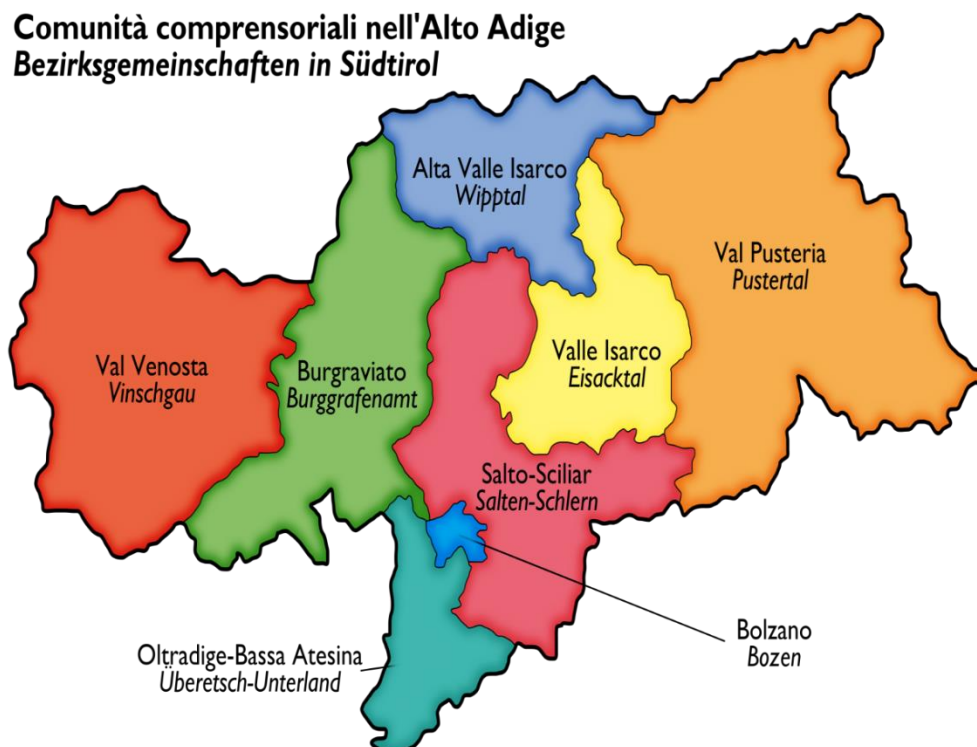 Comunità comprensoriali nell'Alto Adige
Bezirksgemeinschaften in Südtirol
Alta Valle Isarco
Wipptal
Val Pusteria
Pustertal
Val Venosta
Vinschgau
Burgraviato
Burggrafenamt
Valle Isarco
Eisacktal
Salto-Sciliar
Salten-Schlern
Bolzano
Bozen
Oltradige-Bassa Atesina
Überetsch-Unterland